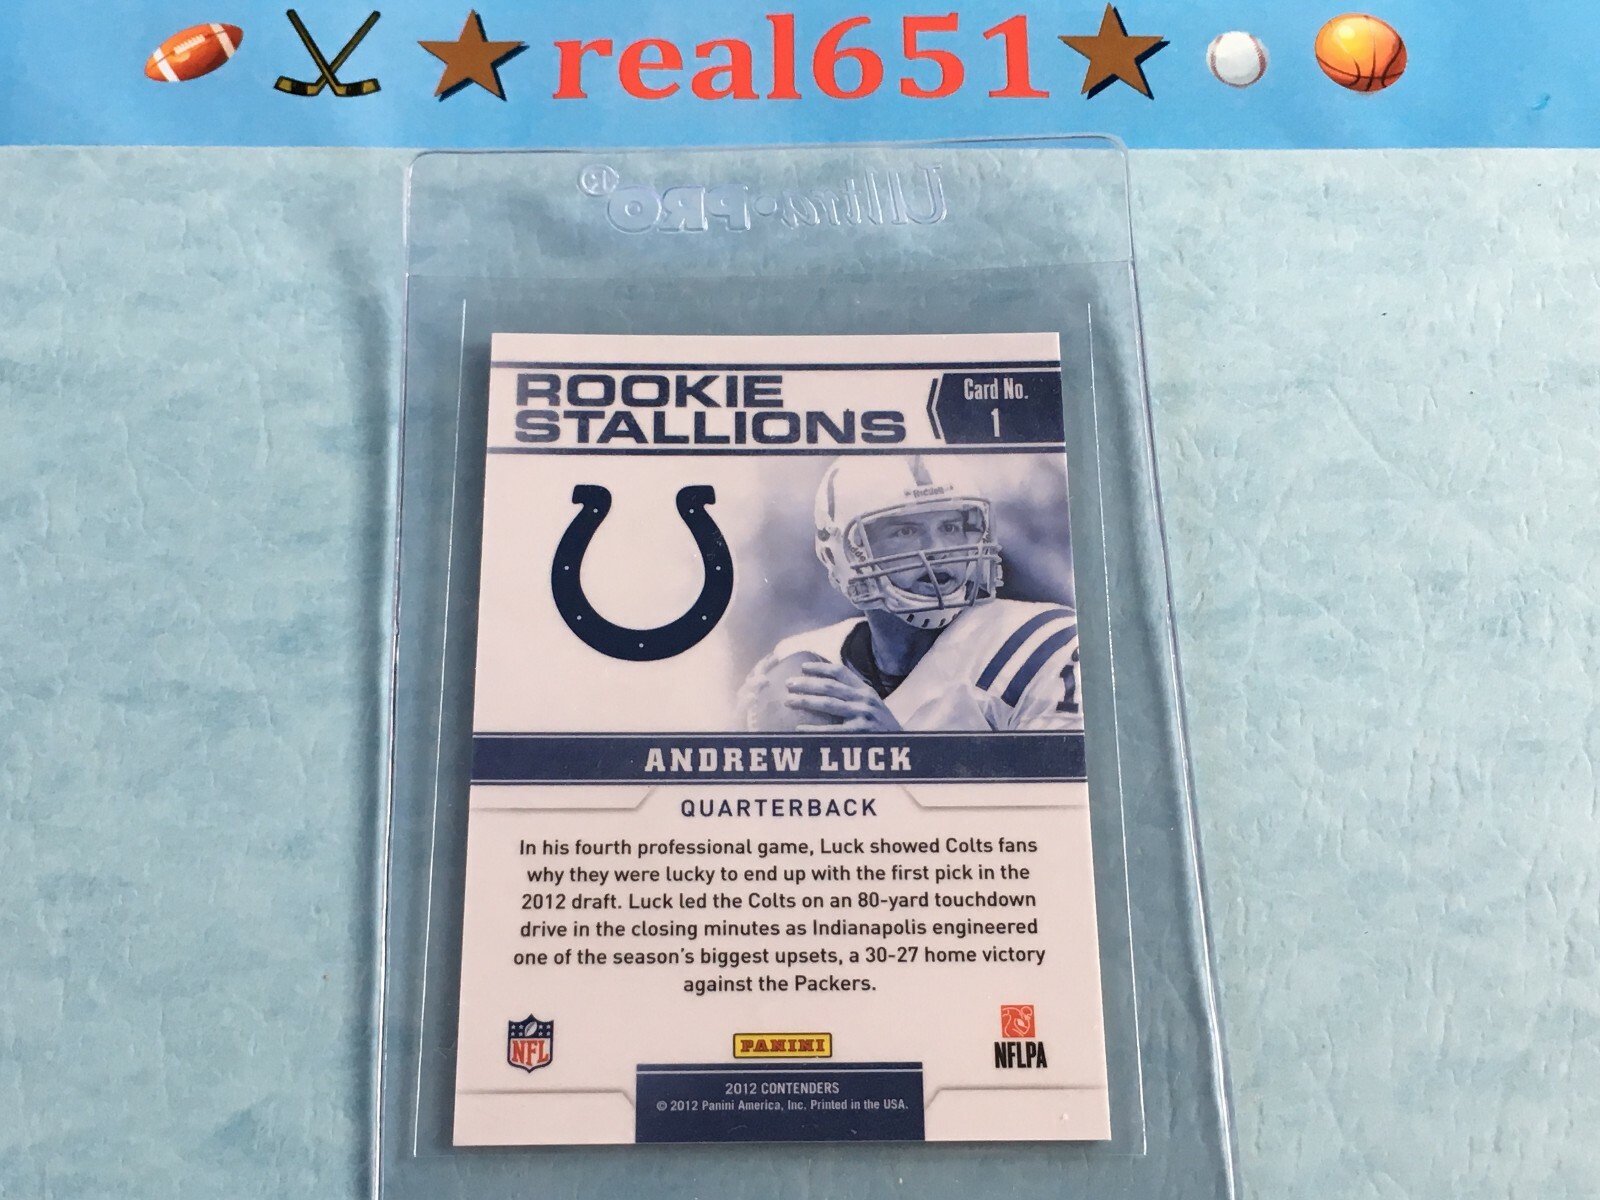 real651
Ultra•PRO®
ROOKIE
STALLIONS
Card No.
1
Riddell
ANDREW LUCK
QUARTERBACK
In his fourth professional game, Luck showed Colts fans
why they were lucky to end up with the first pick in the
2012 draft. Luck led the Colts on an 80-yard touchdown
drive in the closing minutes as Indianapolis engineered
one of the season's biggest upsets, a 30-27 home victory
against the Packers.
NFL
PANINI
NFLPA
2012 CONTENDERS
© 2012 Panini America, Inc. Printed in the USA.